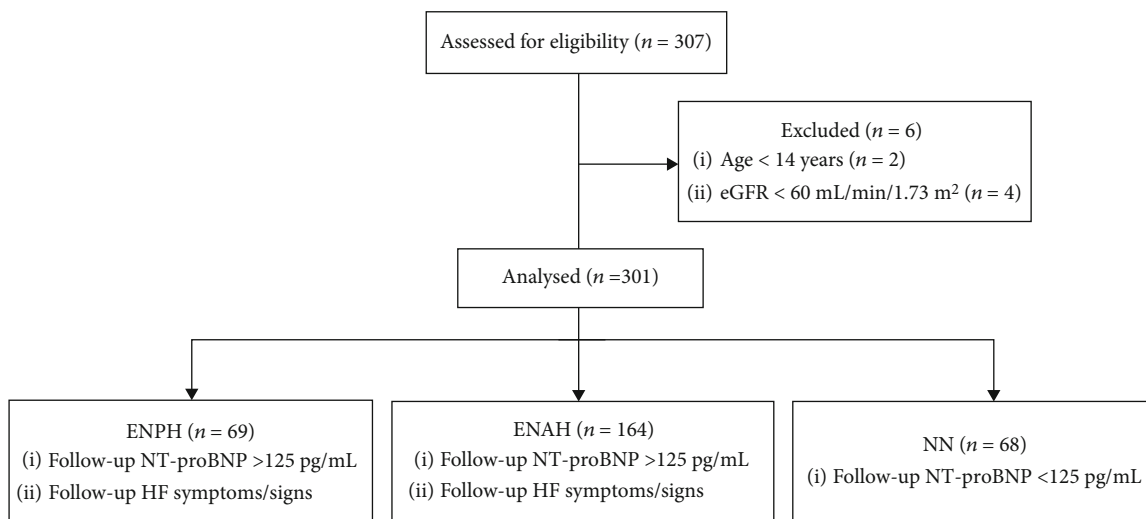 Assessed for eligibility (n = 307)
Excluded (n = 6)
(i) Age < 14 years (n = 2)
(ii) eGFR < 60 mL/min/1.73 m² (n = 4)
Analysed (n =301)
ENPH (n = 69)
(i) Follow-up NT-proBNP >125 pg/mL
(ii) Follow-up HF symptoms/signs
ENAH (n = 164)
(i) Follow-up NT-proBNP >125 pg/mL
(ii) Follow-up HF symptoms/signs
NN (n = 68)
(i) Follow-up NT-proBNP <125 pg/mL